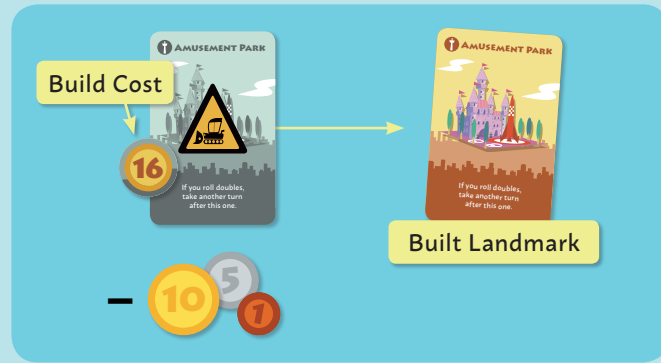 AMUSEMENT PARK
Build Cost
16
If you roll doubles,
take another turn
after this one.
AMUSEMENT PARK
If you roll doubles,
take another turn
after this one.
Built Landmark
– 10 5 1